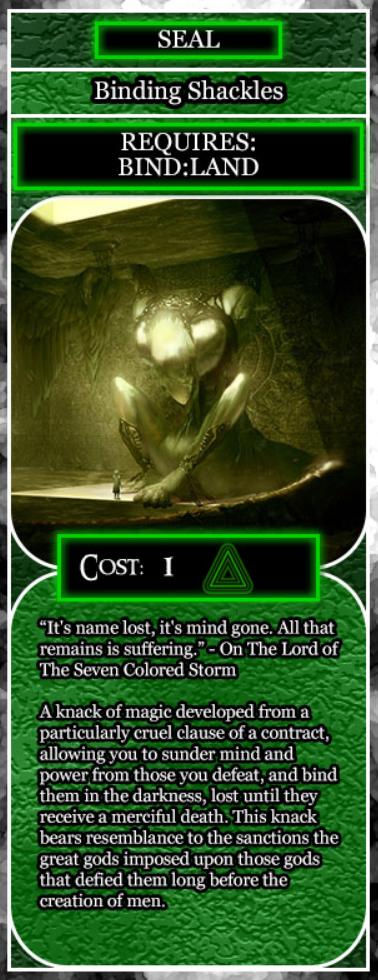 SEAL
Binding Shackles
REQUIRES:
BIND:LAND
COST: 1
“It's name lost, it's mind gone. All that
remains is suffering.” - On The Lord of
The Seven Colored Storm
A knack of magic developed from a
particularly cruel clause of a contract,
allowing you to sunder mind and
power from those you defeat, and bind
them in the darkness, lost until they
receive a merciful death. This knack
bears resemblance to the sanctions the
great gods imposed upon those gods
that defied them long before the
creation of men.